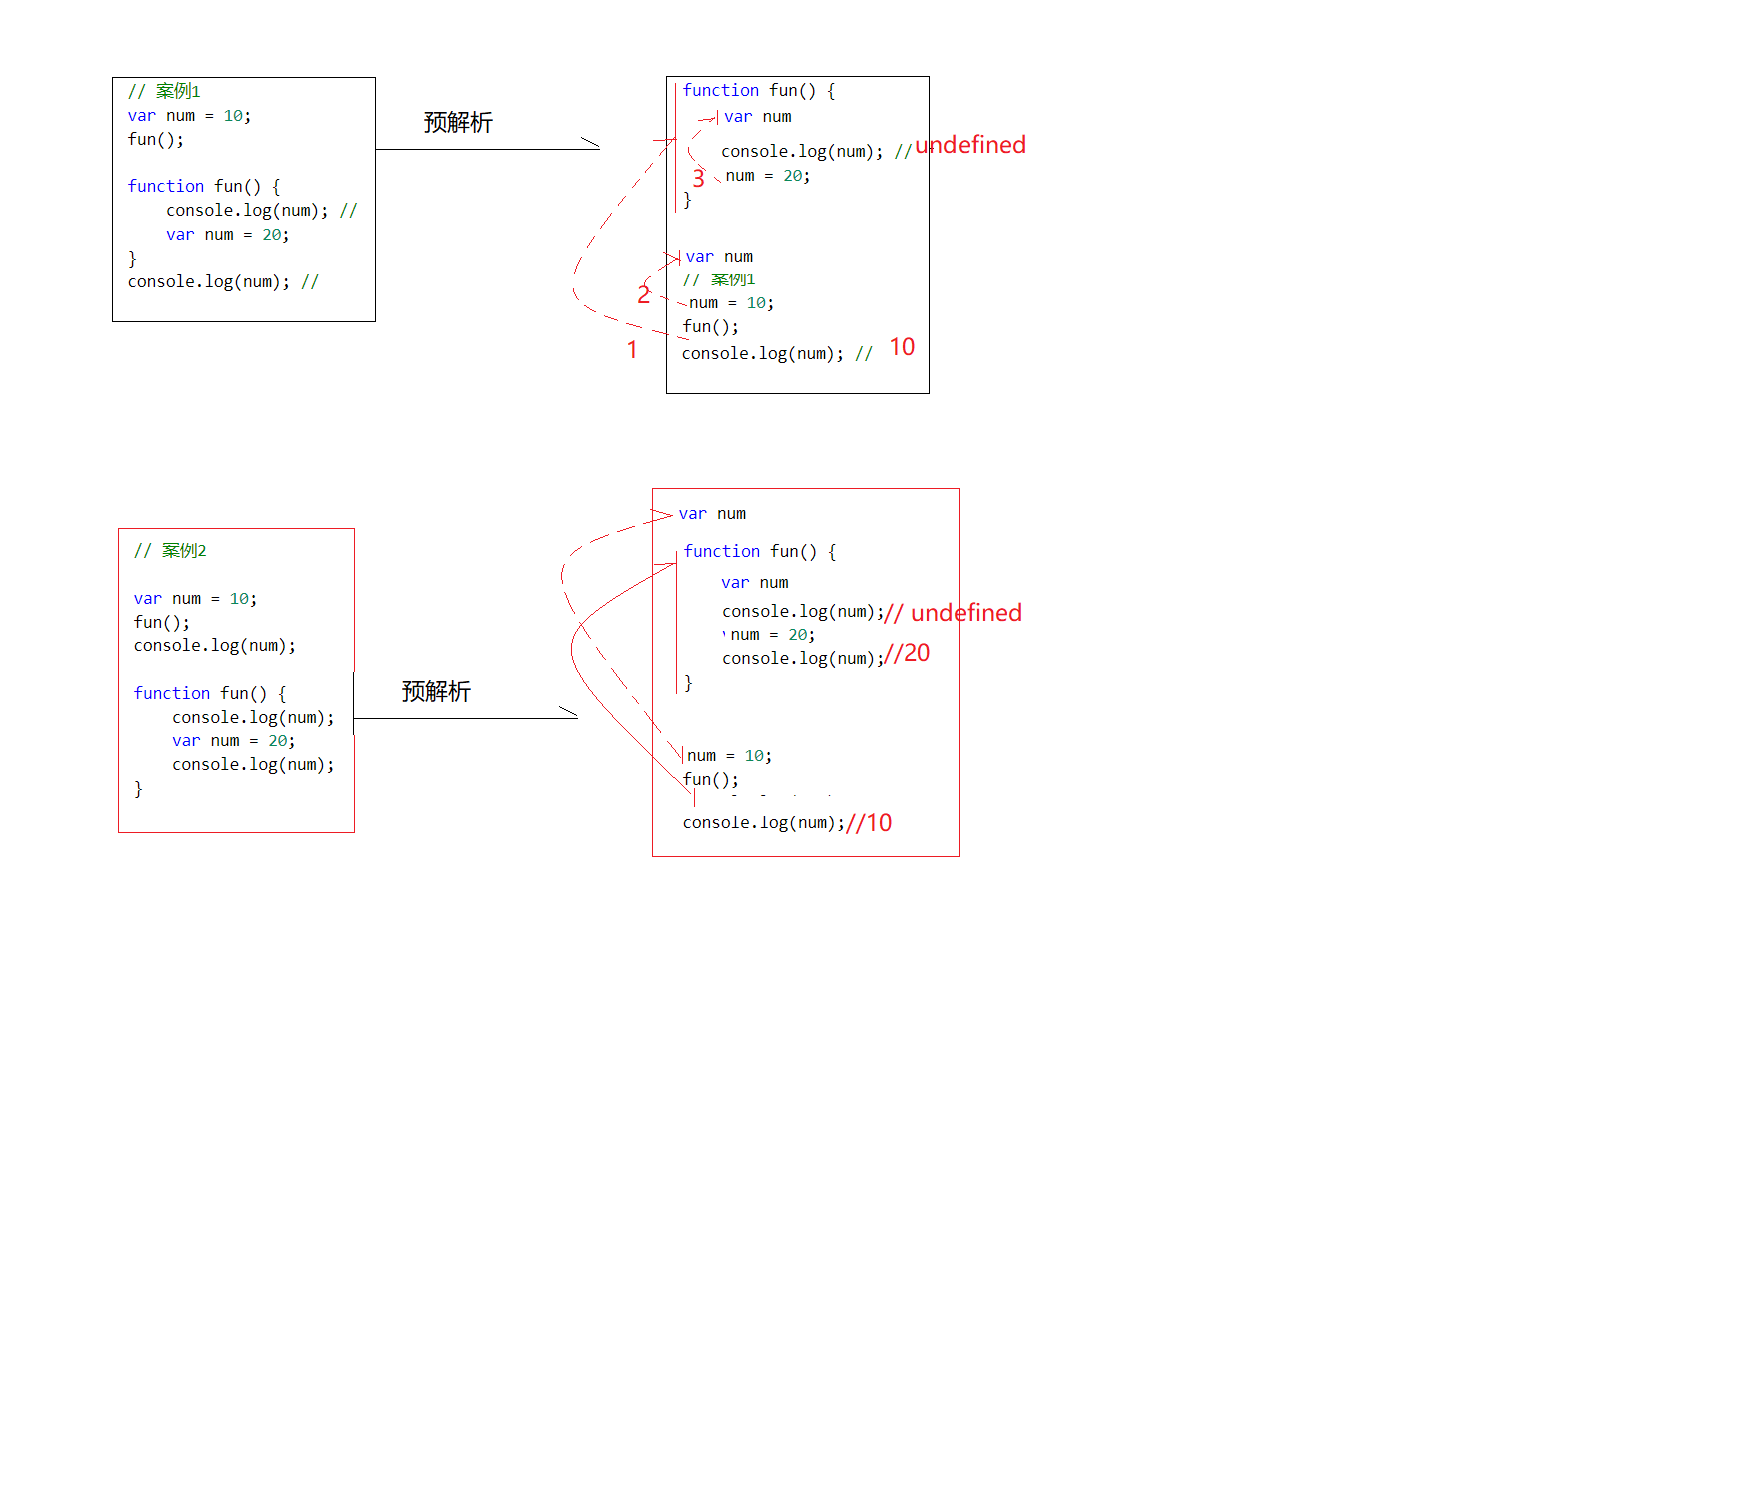 // 案例1
var num = 10;
fun();
function fun() {
console.log(num); //
var num = 20;
}
console.log(num); //
预解析
function fun() {
var num
console.log(num); // undefined
3
num = 20;
}
var num
// 案例1
2
num = 10;
fun();
1
console.log(num); // 10
// 案例2
var num = 10;
fun();
console.log(num);
function fun() {
console.log(num);
var num = 20;
console.log(num);
}
预解析
var num
function fun() {
var num
console.log(num);// undefined
num = 20;
console.log(num);//20
}
num = 10;
fun();
console.log(num);//10